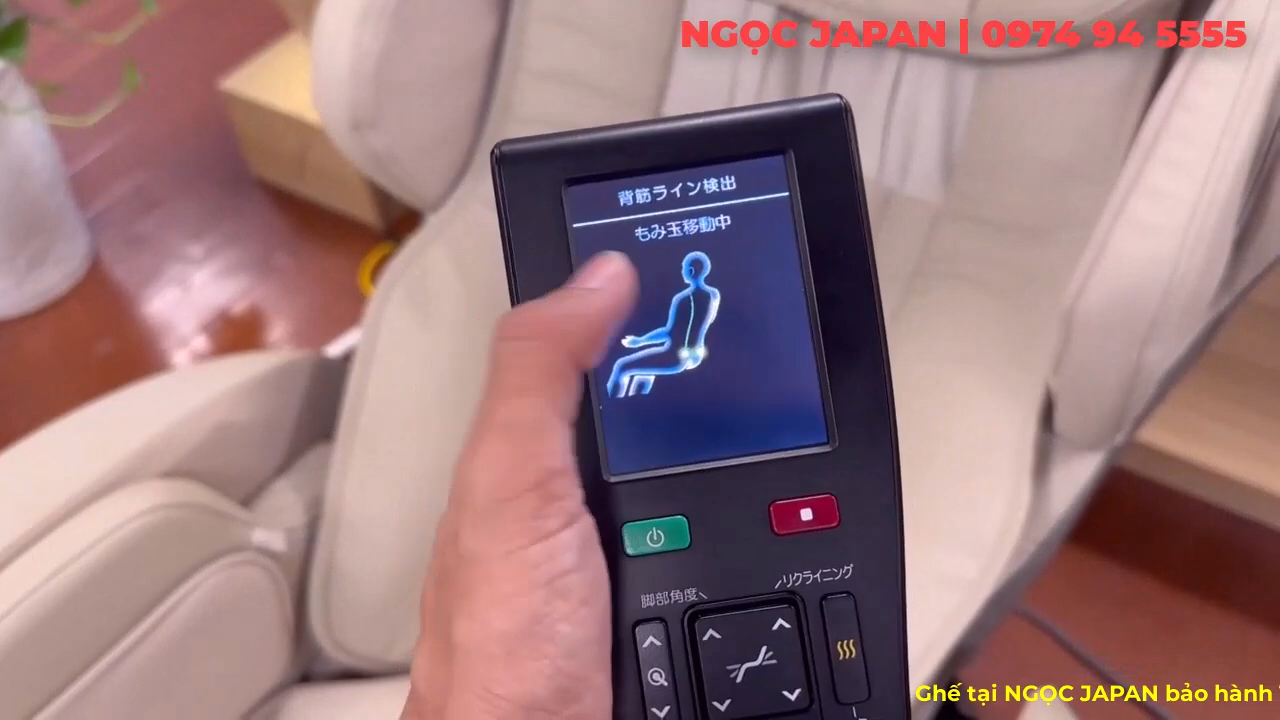 NGỌC JAPAN | 0974 94 5555
背筋ライン検出
もみ玉移動中
リクライニング
脚部角度
Ghế tại NGỌC JAPAN bảo hành